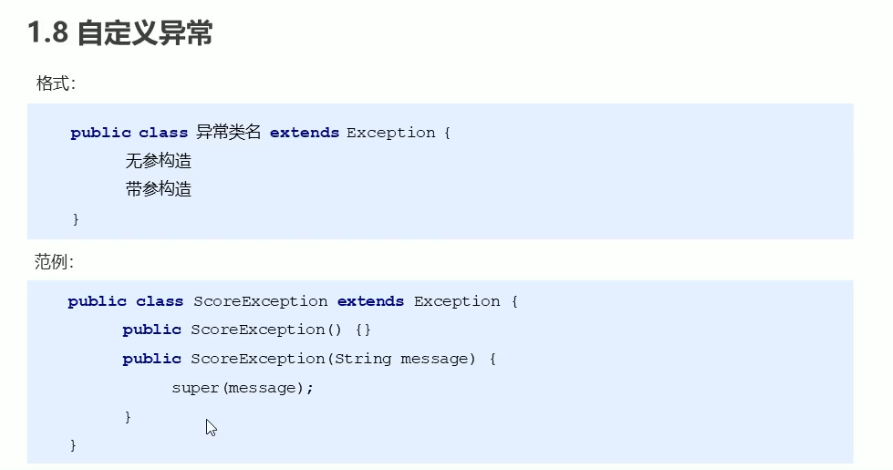 1.8 自定义异常
格式：
public class 异常类名 extends Exception {
无参构造
带参构造
}
范例：
public class ScoreException extends Exception {
public ScoreException() {}
public ScoreException(String message) {
super(message);
}
}